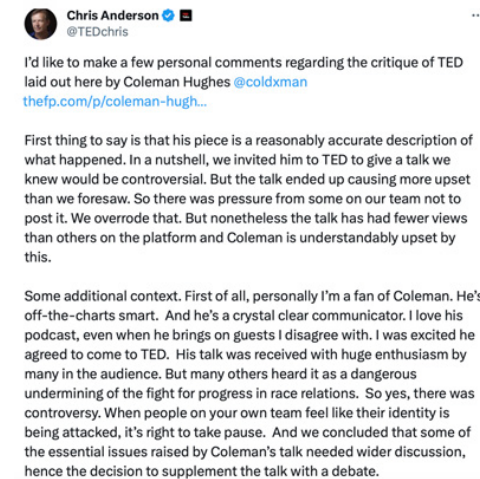 Chris Anderson
@TEDchris
I'd like to make a few personal comments regarding the critique of TED
laid out here by Coleman Hughes @coldxman
thefp.com/p/coleman-hugh...
First thing to say is that his piece is a reasonably accurate description of
what happened. In a nutshell, we invited him to TED to give a talk we
knew would be controversial. But the talk ended up causing more upset
than we foresaw. So there was pressure from some on our team not to
post it. We overrode that. But nonetheless the talk has had fewer views
than others on the platform and Coleman is understandably upset by
this.
Some additional context. First of all, personally I'm a fan of Coleman. He's
off-the-charts smart.  And he's a crystal clear communicator. I love his
podcast, even when he brings on guests I disagree with. I was excited he
agreed to come to TED.  His talk was received with huge enthusiasm by
many in the audience. But many others heard it as a dangerous
undermining of the fight for progress in race relations.  So yes, there was
controversy. When people on your own team feel like their identity is
being attacked, it's right to take pause.  And we concluded that some of
the essential issues raised by Coleman's talk needed wider discussion,
hence the decision to supplement the talk with a debate.